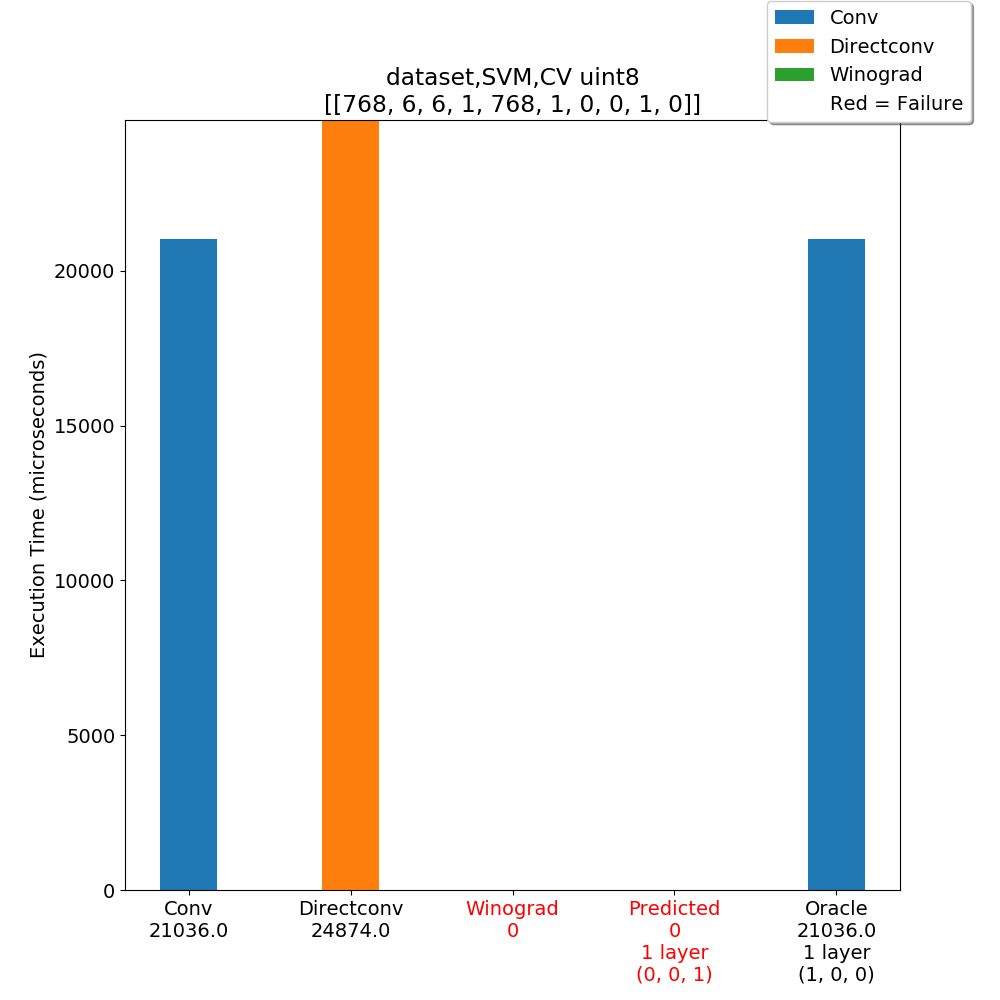 Conv
Directconv
Winograd
Red = Failure
dataset,SVM,CV uint8
[[768, 6, 6, 1, 768, 1, 0, 0, 1, 0]]
Execution Time (microseconds)
20000
15000
10000
5000
0
Conv
21036.0
Directconv
24874.0
Winograd
0
Predicted
0
1 layer
(0, 0, 1)
Oracle
21036.0
1 layer
(1, 0, 0)